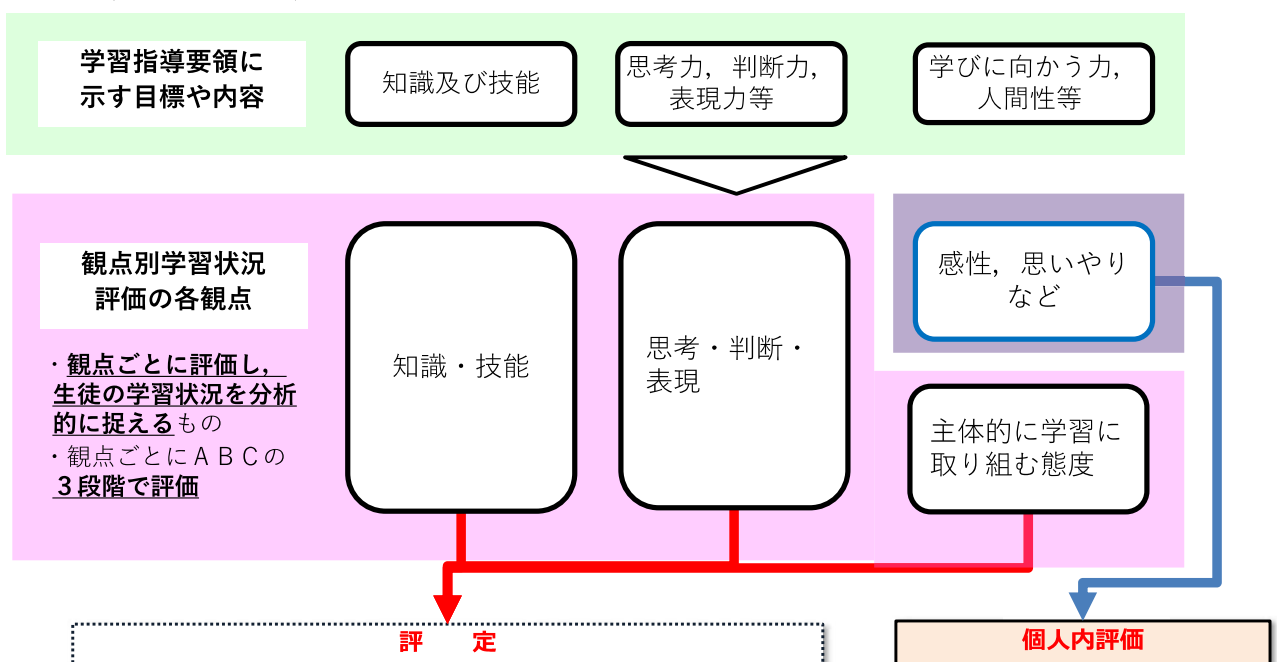 学習指導要領に
示す目標や内容
知識及び技能
思考力，判断力，
表現力等
学びに向かう力，
人間性等
観点別学習状況
評価の各観点
・観点ごとに評価し，
生徒の学習状況を分析
的に捉えるもの
・観点ごとにＡＢＣの
３段階で評価
知識・技能
思考・判断・
表現
感性，思いやり
など
主体的に学習に
取り組む態度
評　　定
個人内評価